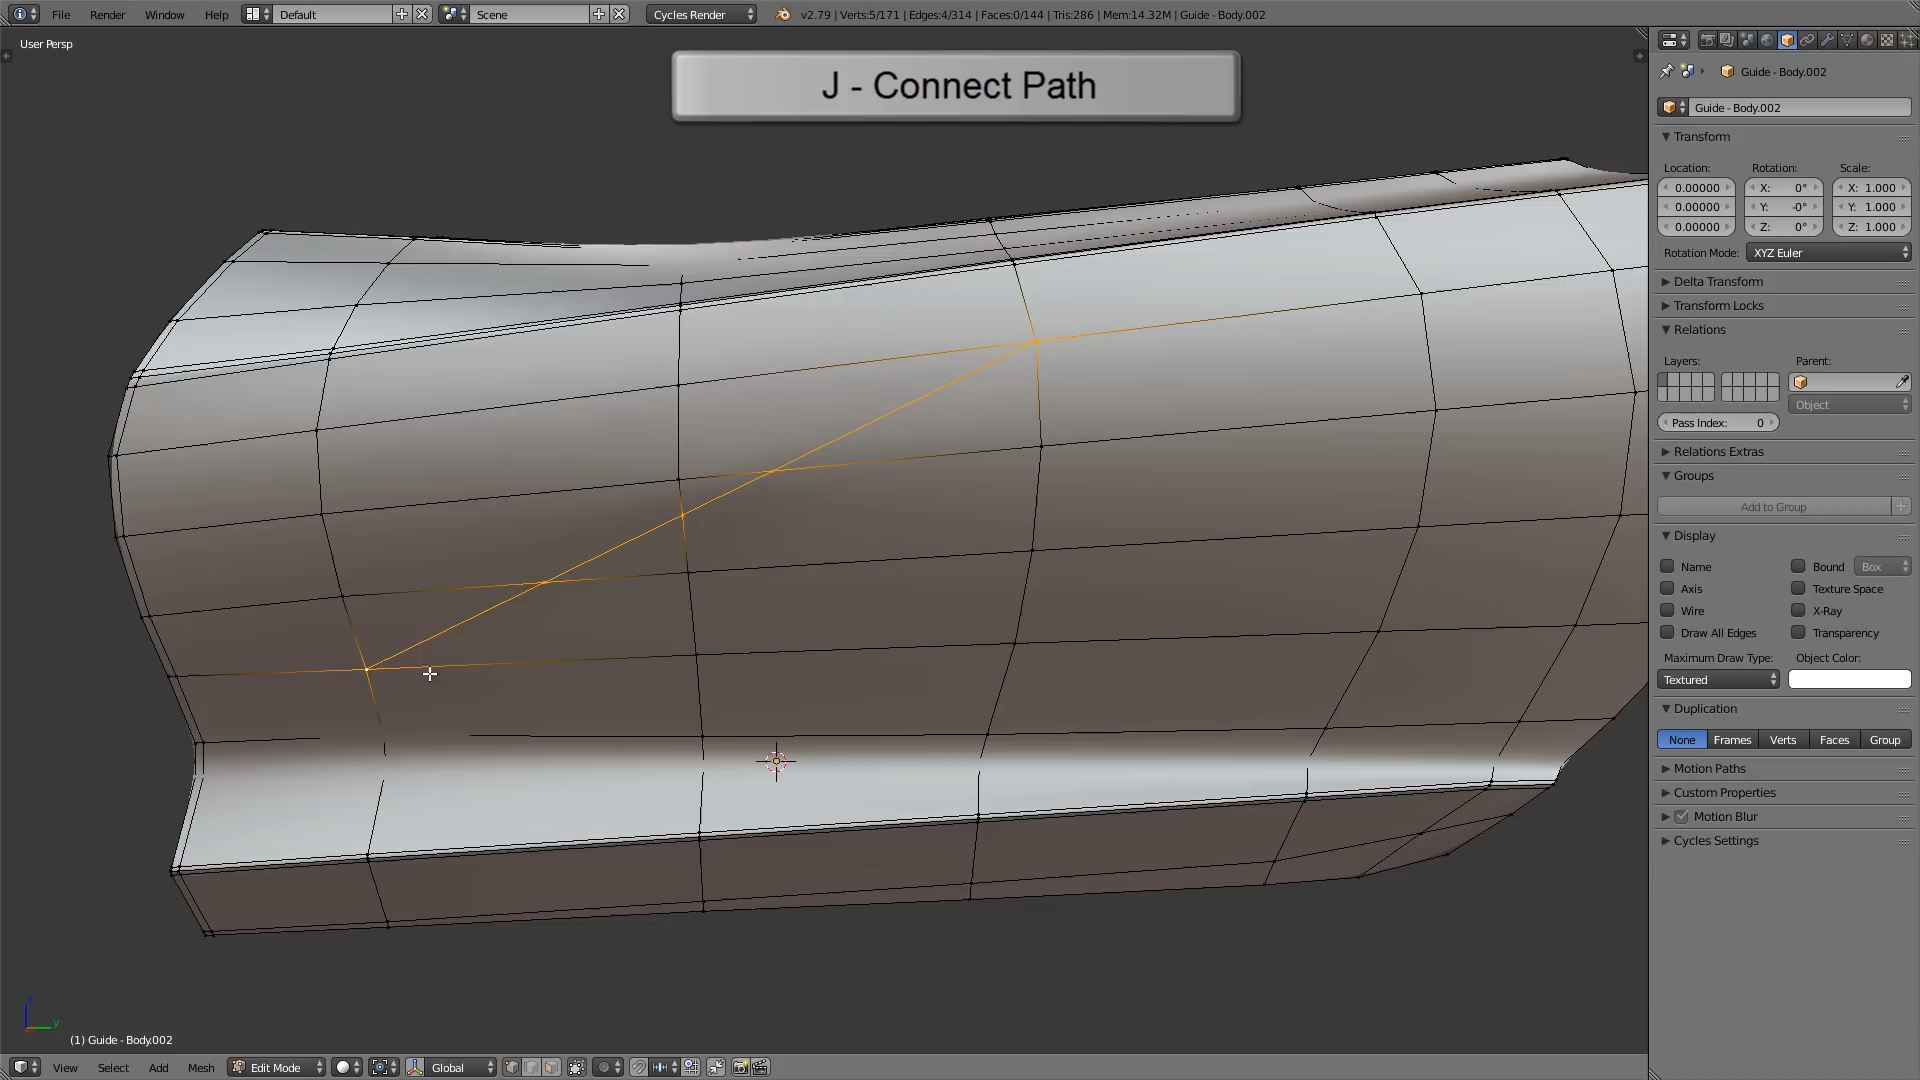 File Render Window Help Default Scene Cycles Render v2.79 | Verts:5/171 | Edges:4/314 | Faces:0/144 | Tris:286 | Mem:14.32M | Guide - Body.002
User Persp
J - Connect Path
Guide - Body.002
Guide - Body.002
Transform
Location: Rotation: Scale:
0.00000 X: 0° X: 1.000
0.00000 Y: -0° Y: 1.000
0.00000 Z: 0° Z: 1.000
Rotation Mode: XYZ Euler
Delta Transform
Transform Locks
Relations
Layers: Parent:
Object
Pass Index: 0
Relations Extras
Groups
Add to Group
Display
Name Bound Box
Axis Texture Space
Wire X-Ray
Draw All Edges Transparency
Maximum Draw Type: Object Color:
Textured
Duplication
None Frames Verts Faces Group
Motion Paths
Custom Properties
Motion Blur
Cycles Settings
z
y
(1) Guide - Body.002
View Select Add Mesh Edit Mode Global